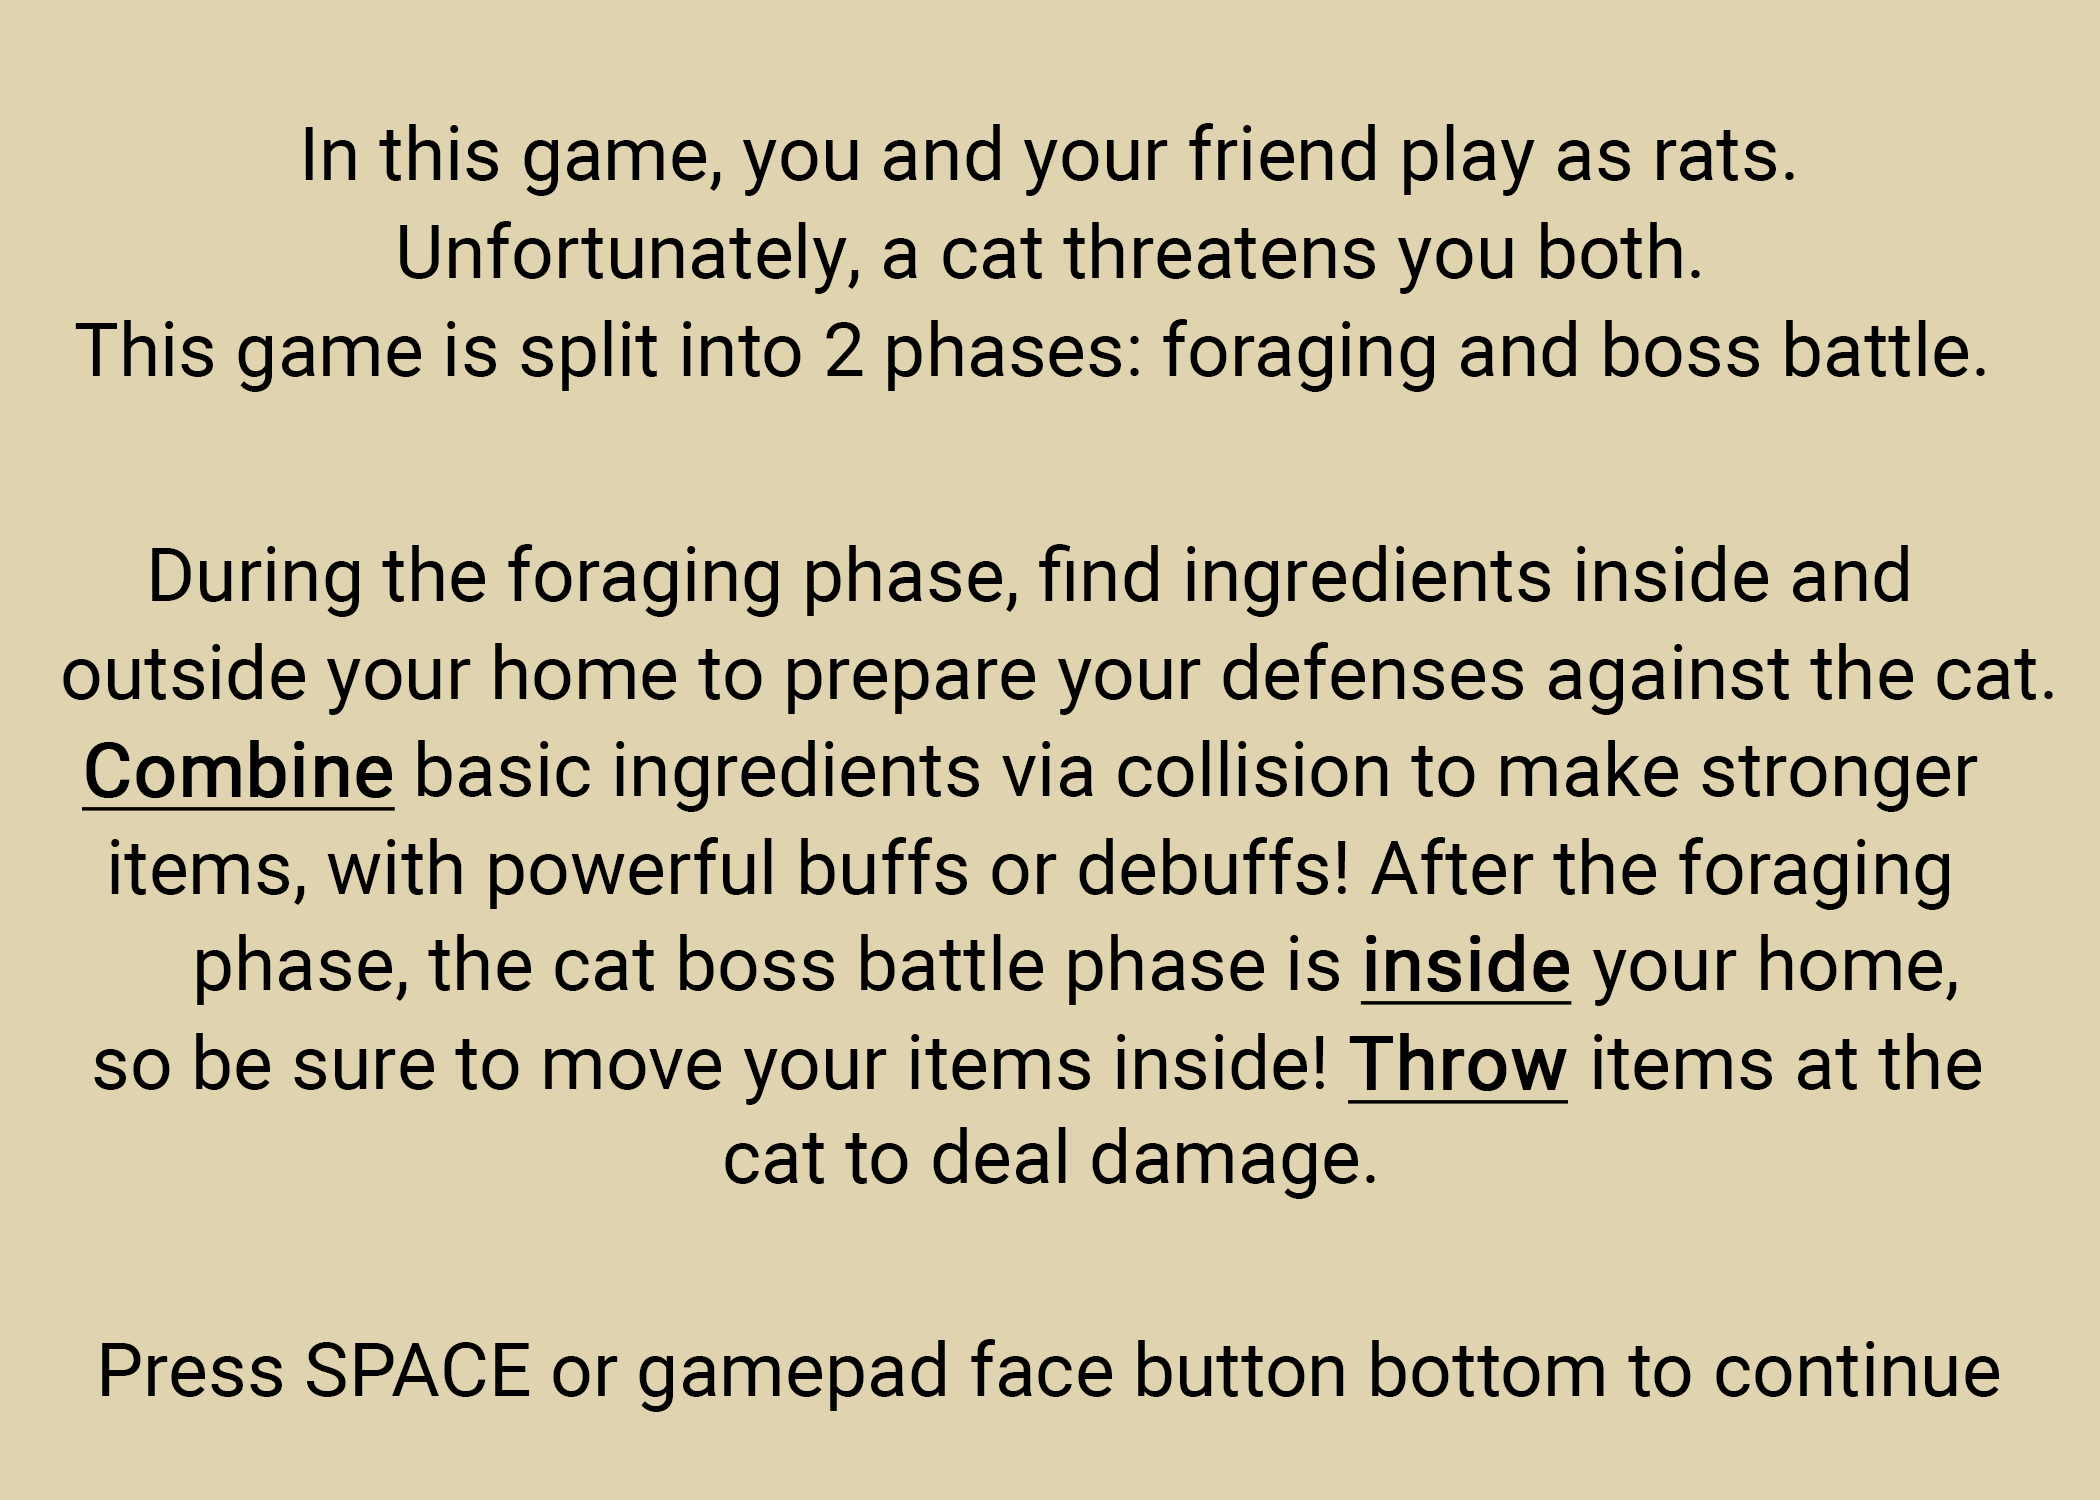 In this game, you and your friend play as rats.
Unfortunately, a cat threatens you both.
This game is split into 2 phases: foraging and boss battle.
During the foraging phase, find ingredients inside and
outside your home to prepare your defenses against the cat.
Combine basic ingredients via collision to make stronger
items, with powerful buffs or debuffs! After the foraging
phase, the cat boss battle phase is inside your home,
so be sure to move your items inside! Throw items at the
cat to deal damage.
Press SPACE or gamepad face button bottom to continue